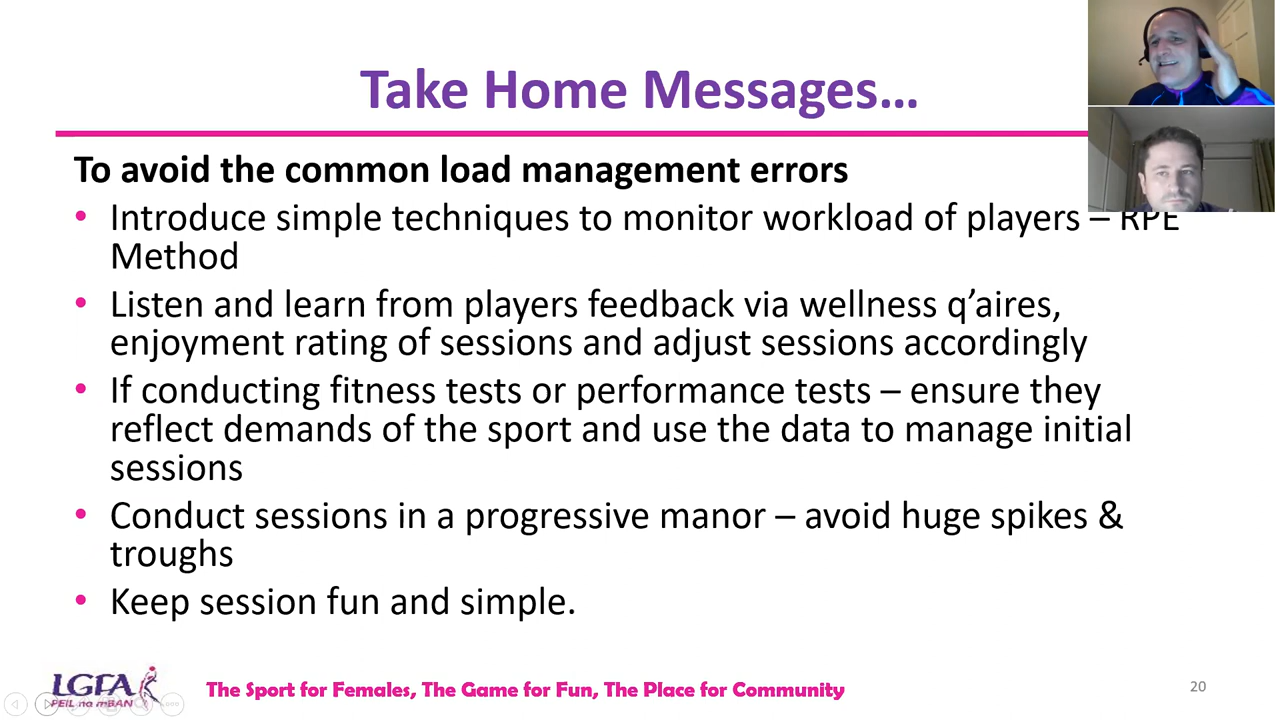 Take Home Messages...
To avoid the common load management errors
• Introduce simple techniques to monitor workload of players – RPE
Method
• Listen and learn from players feedback via wellness q’aires,
enjoyment rating of sessions and adjust sessions accordingly
• If conducting fitness tests or performance tests – ensure they
reflect demands of the sport and use the data to manage initial
sessions
• Conduct sessions in a progressive manor – avoid huge spikes &
troughs
• Keep session fun and simple.
LGFA
PEIL na mBAN
The Sport for Females, The Game for Fun, The Place for Community
20